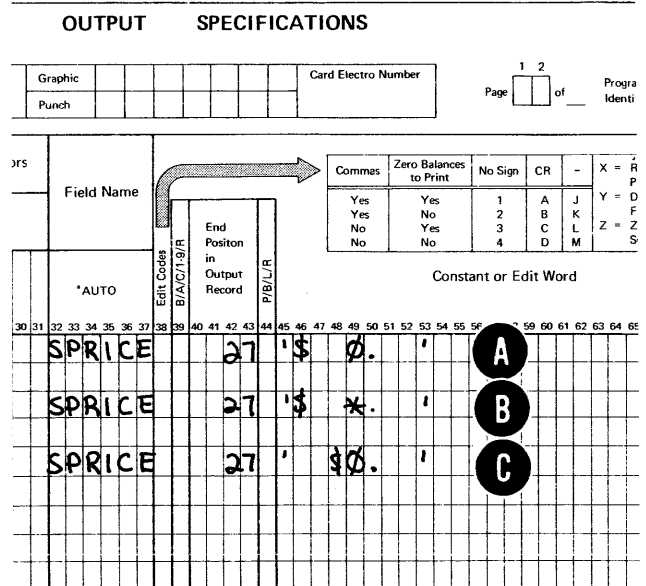 OUTPUT SPECIFICATIONS
1 2
Graphic Card Electro Number
Page of Progra
Punch Identi
ors
Field Name
*AUTO
Edit Codes
B/A/C/1-9/R
End
Positon
in
Output
Record
P/B/L/R
Commas Zero Balances to Print No Sign CR - X = R
P
Yes Yes 1 A J Y = D
Yes No 2 B K F
No Yes 3 C L Z = Z
No No 4 D M S
Constant or Edit Word
30 31 32 33 34 35 36 37 38 39 40 41 42 43 44 45 46 47 48 49 50 51 52 53 54 55 56 59 60 61 62 63 64 65
SPRICE 27 '$ 0. ' A
SPRICE 27 '$ *. ' B
SPRICE 27 ' $0. ' C